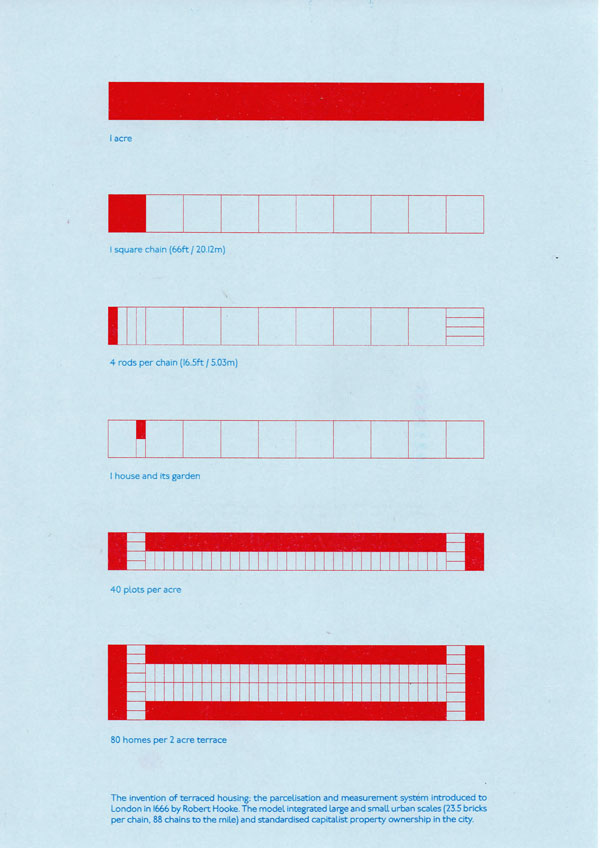 1 acre
1 square chain (66ft / 20.12m)
4 rods per chain (16.5ft / 5.03m)
1 house and its garden
40 plots per acre
80 homes per 2 acre terrace
The invention of terraced housing: the parcelisation and measurement system introduced to
London in 1666 by Robert Hooke. The model integrated large and small urban scales (23.5 bricks
per chain, 88 chains to the mile) and standardised capitalist property ownership in the city.